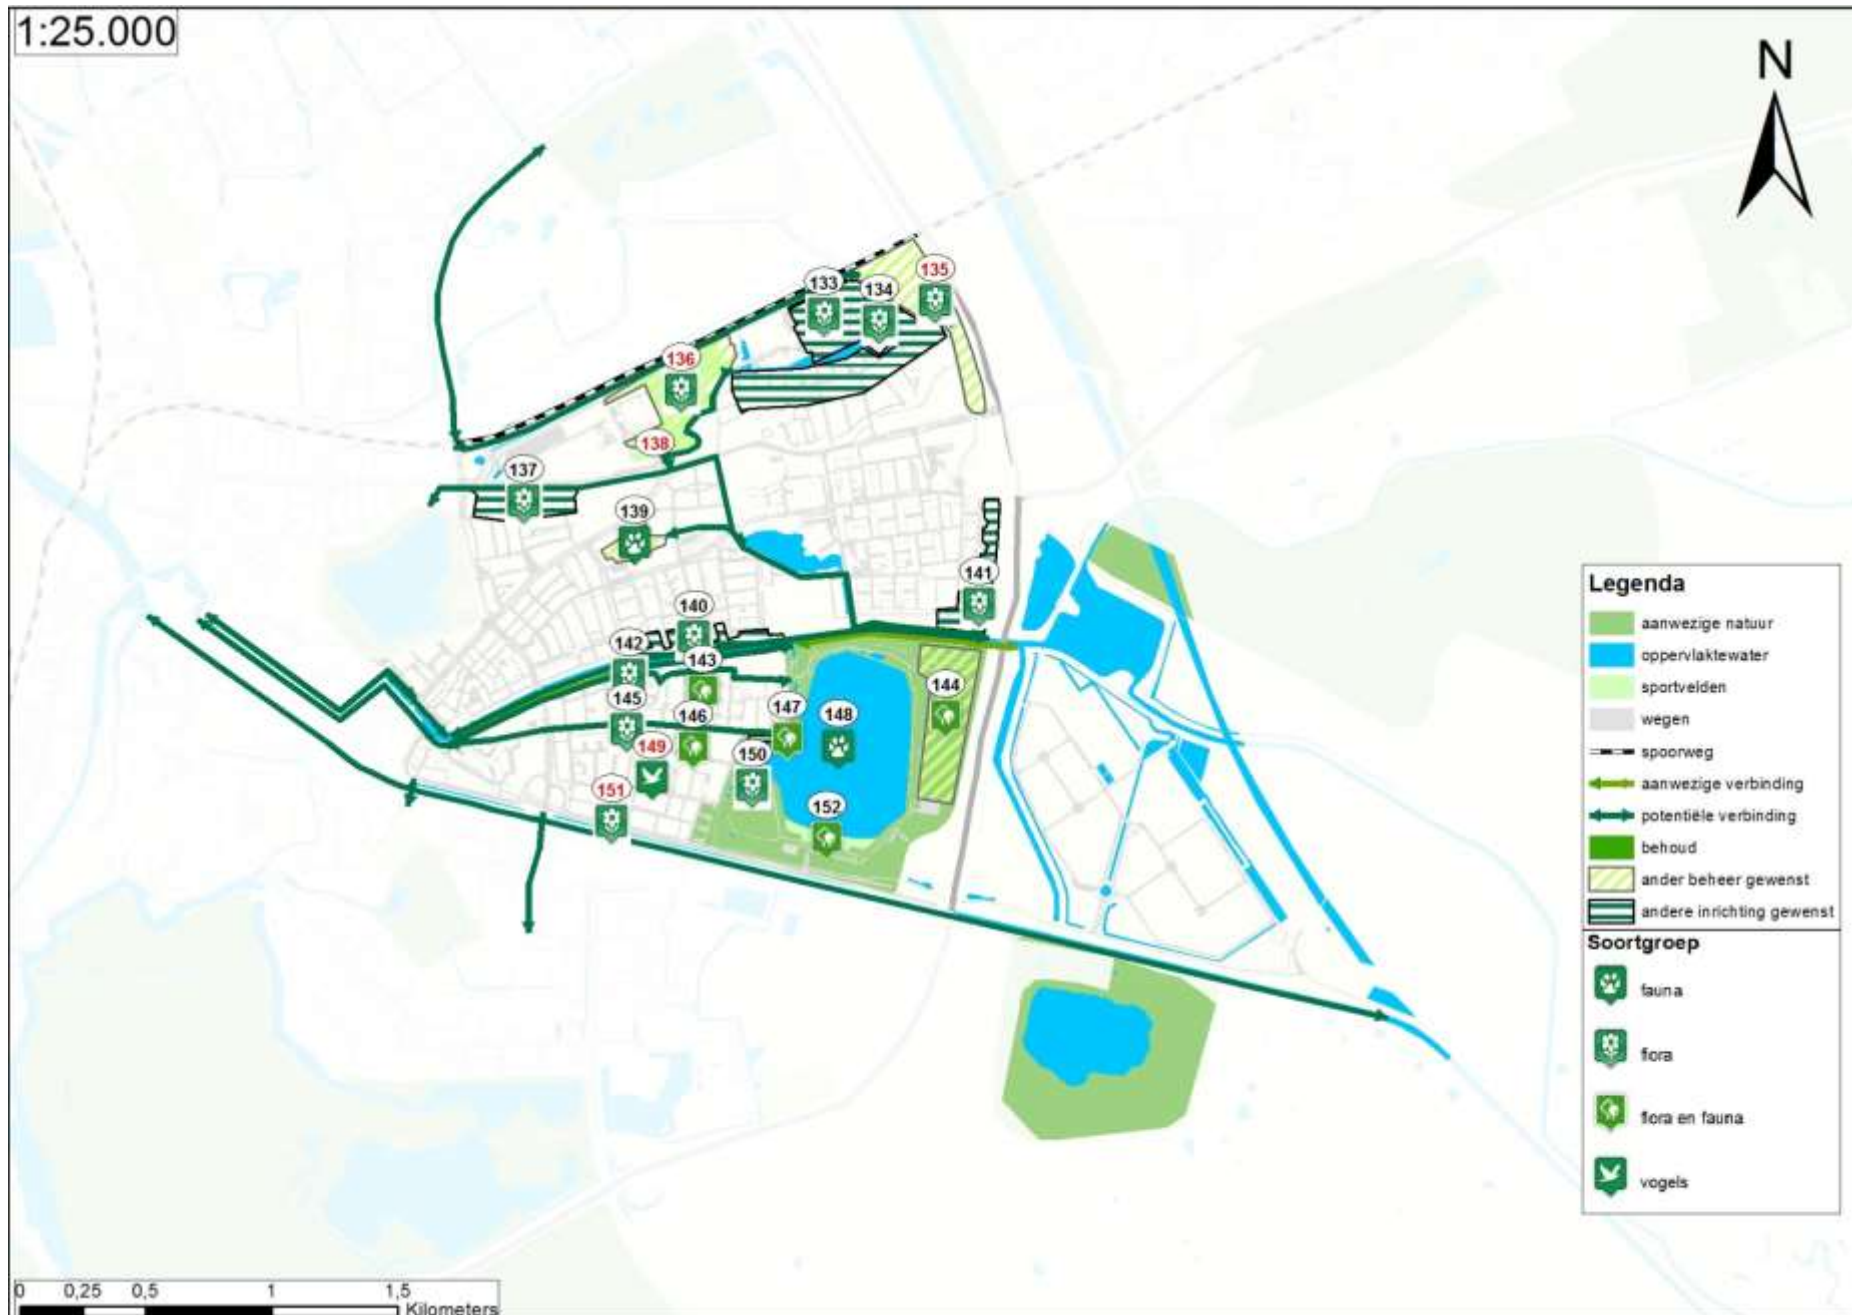 1:25.000
N
135
133
134
136
138
137
139
141
140
142
143
144
145
146
147
148
149
150
151
152
Legenda
aanwezige natuur
oppervlaktewater
sportvelden
wegen
spoorweg
aanwezige verbinding
potentiële verbinding
behoud
ander beheer gewenst
andere inrichting gewenst
Soortgroep
fauna
flora
flora en fauna
vogels
0 0,25 0,5 1 1,5
Kilometers